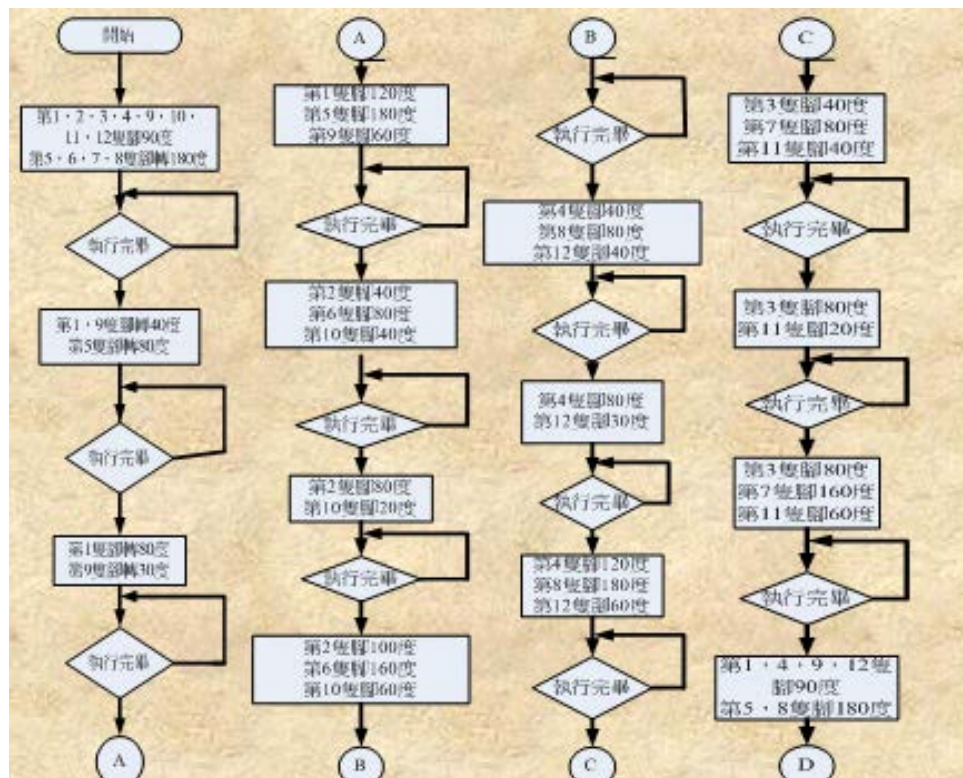 開始
第1、2、3、4、9、10、
11、12隻腳90度
第5、6、7、8隻腳轉180度
執行完畢
第1、9隻腳轉40度
第5隻腳轉80度
執行完畢
第1隻腳轉80度
第9隻腳轉30度
執行完畢
A
A
第1隻腳120度
第5隻腳180度
第9隻腳60度
執行完畢
第2隻腳40度
第6隻腳80度
第10隻腳40度
執行完畢
第2隻腳80度
第10隻腳20度
執行完畢
第2隻腳100度
第6隻腳160度
第10隻腳60度
B
B
執行完畢
第4隻腳40度
第8隻腳80度
第12隻腳40度
執行完畢
第4隻腳80度
第12隻腳30度
執行完畢
第4隻腳120度
第8隻腳180度
第12隻腳60度
執行完畢
C
C
第3隻腳40度
第7隻腳80度
第11隻腳40度
執行完畢
第3隻腳80度
第11隻腳20度
執行完畢
第3隻腳80度
第7隻腳160度
第11隻腳60度
執行完畢
第1、4、9、12隻
腳90度
第5、8隻腳180度
D